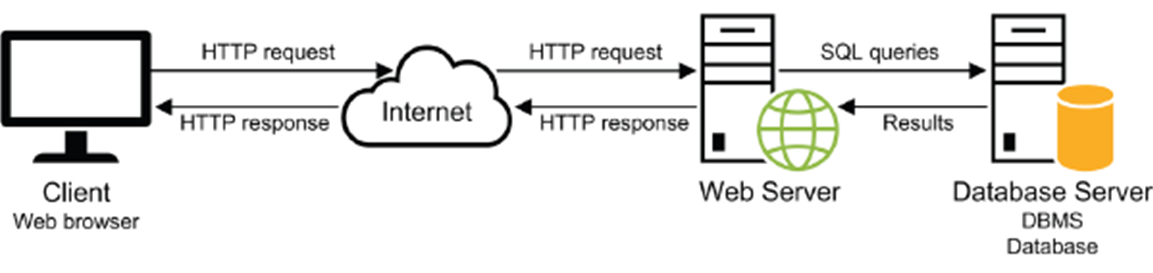 HTTP request
HTTP response
Internet
HTTP request
HTTP response
SQL queries
Results
Client
Web browser
Web Server
Database Server
DBMS
Database